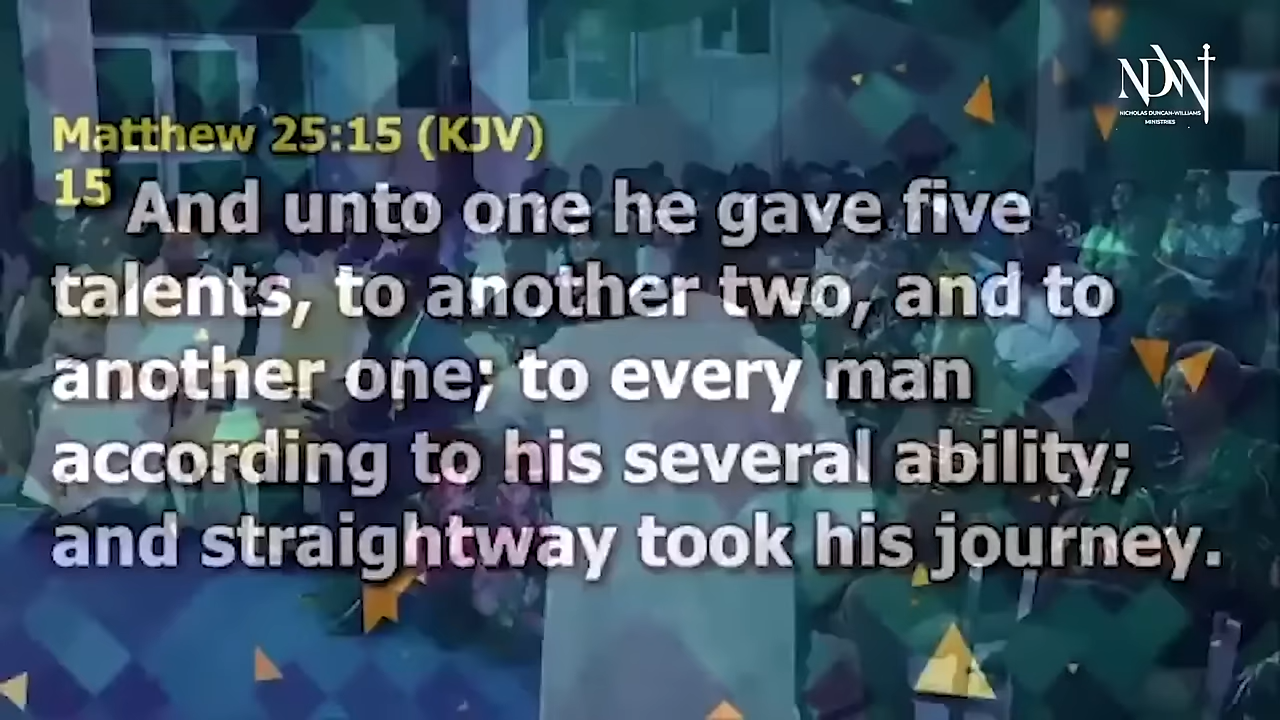 NDW
NICHOLAS DUNCAN-WILLIAMS
MINISTRIES
Matthew 25:15 (KJV)
15 And unto one he gave five
talents, to another two, and to
another one; to every man
according to his several ability;
and straightway took his journey.